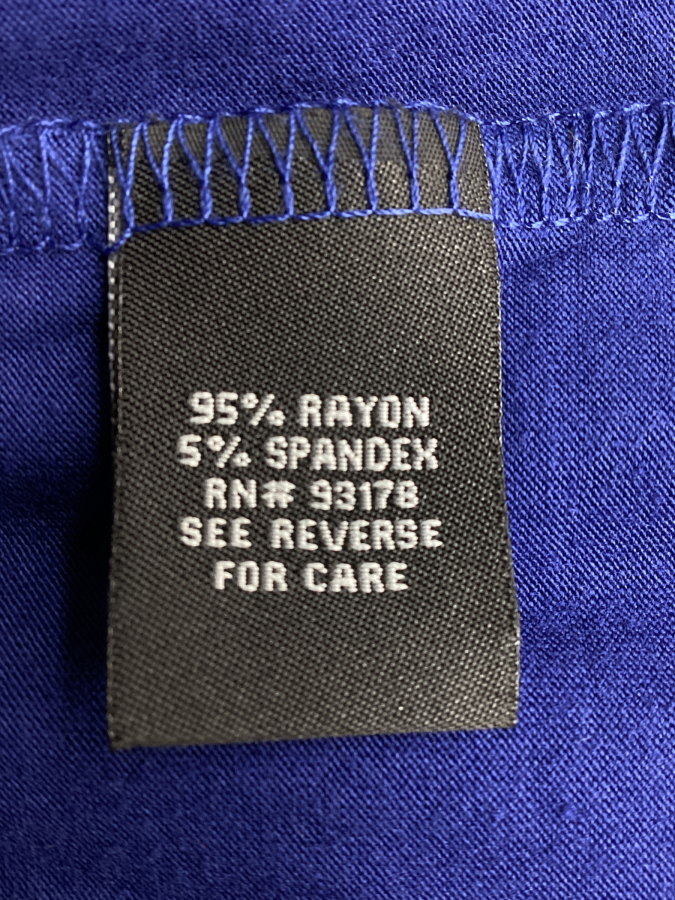 95% RAYON
5% SPANDEX
RN# 93178
SEE REVERSE
FOR CARE